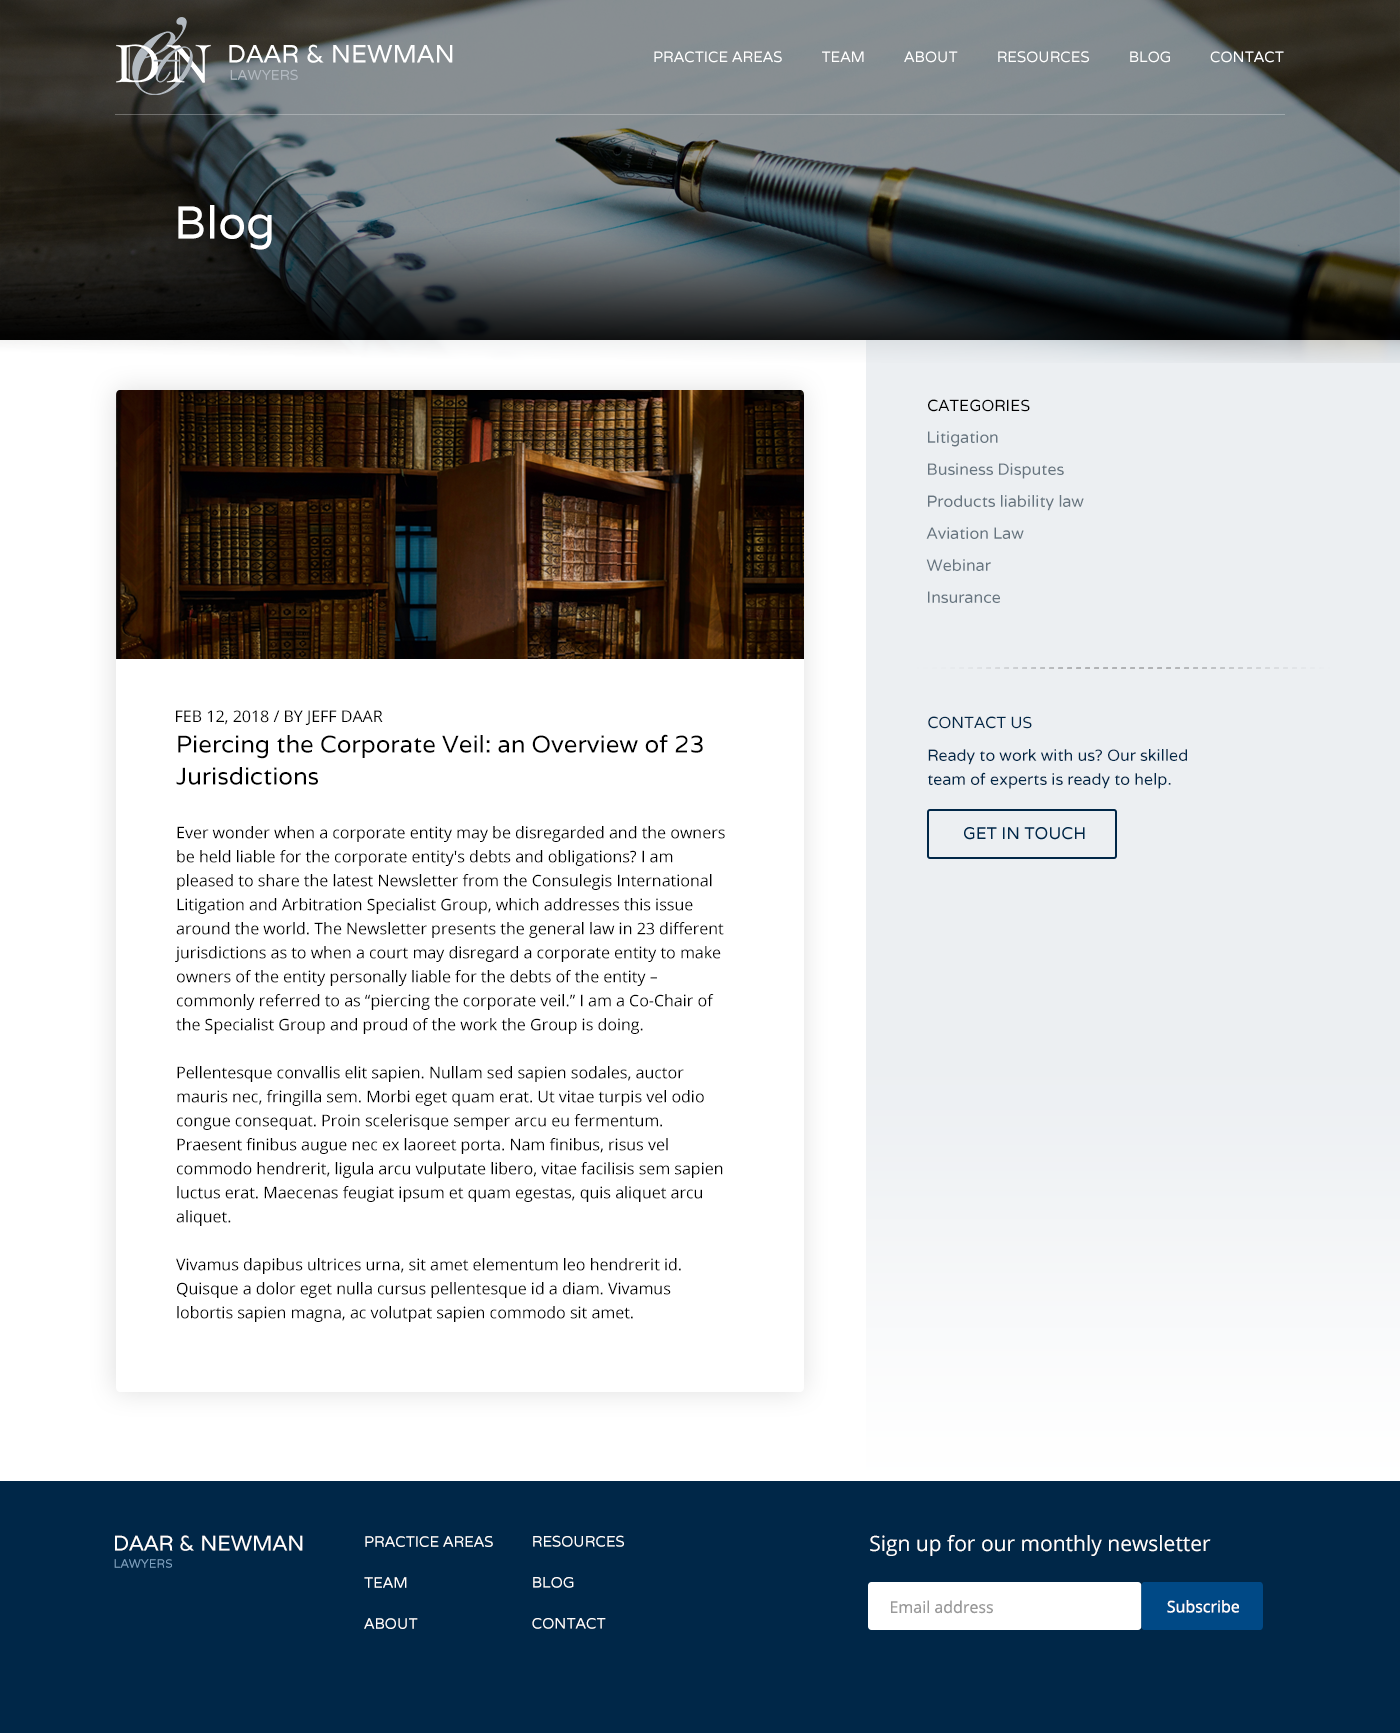 D&N DAAR & NEWMAN
LAWYERS
PRACTICE AREAS TEAM ABOUT RESOURCES BLOG CONTACT
Blog
FEB 12, 2018 / BY JEFF DAAR
Piercing the Corporate Veil: an Overview of 23
Jurisdictions
Ever wonder when a corporate entity may be disregarded and the owners
be held liable for the corporate entity's debts and obligations? I am
pleased to share the latest Newsletter from the Consulegis International
Litigation and Arbitration Specialist Group, which addresses this issue
around the world. The Newsletter presents the general law in 23 different
jurisdictions as to when a court may disregard a corporate entity to make
owners of the entity personally liable for the debts of the entity –
commonly referred to as “piercing the corporate veil.” I am a Co-Chair of
the Specialist Group and proud of the work the Group is doing.
Pellentesque convallis elit sapien. Nullam sed sapien sodales, auctor
mauris nec, fringilla sem. Morbi eget quam erat. Ut vitae turpis vel odio
congue consequat. Proin scelerisque semper arcu eu fermentum.
Praesent finibus augue nec ex laoreet porta. Nam finibus, risus vel
commodo hendrerit, ligula arcu vulputate libero, vitae facilisis sem sapien
luctus erat. Maecenas feugiat ipsum et quam egestas, quis aliquet arcu
aliquet.
Vivamus dapibus ultrices urna, sit amet elementum leo hendrerit id.
Quisque a dolor eget nulla cursus pellentesque id a diam. Vivamus
lobortis sapien magna, ac volutpat sapien commodo sit amet.
CATEGORIES
Litigation
Business Disputes
Products liability law
Aviation Law
Webinar
Insurance
CONTACT US
Ready to work with us? Our skilled
team of experts is ready to help.
GET IN TOUCH
DAAR & NEWMAN
LAWYERS
PRACTICE AREAS
TEAM
ABOUT
RESOURCES
BLOG
CONTACT
Sign up for our monthly newsletter
Email address
Subscribe